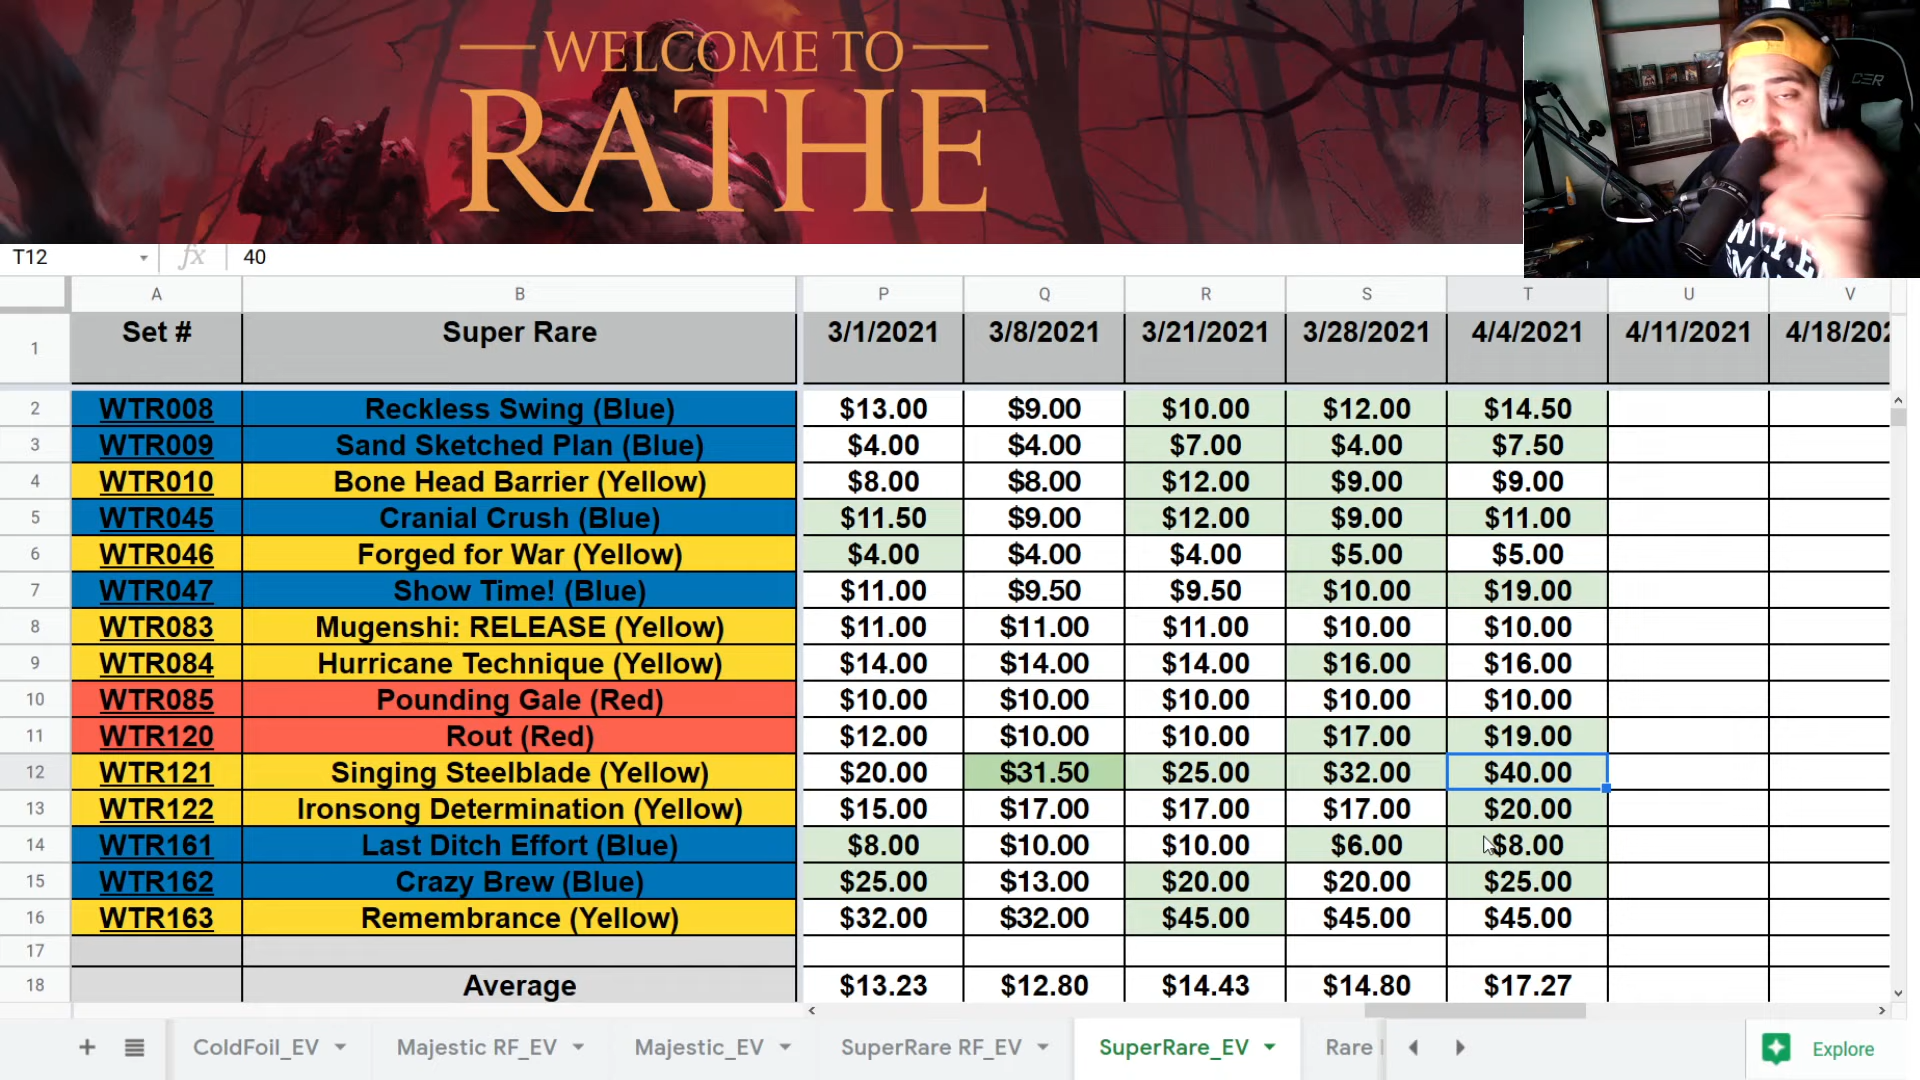 WELCOME TO
RATHE
T12 fx 40
A B P Q R S T U V
1 Set # Super Rare 3/1/2021 3/8/2021 3/21/2021 3/28/2021 4/4/2021 4/11/2021
2 WTR008 Reckless Swing (Blue) $13.00 $9.00 $10.00 $12.00 $14.50
3 WTR009 Sand Sketched Plan (Blue) $4.00 $4.00 $7.00 $4.00 $7.50
4 WTR010 Bone Head Barrier (Yellow) $8.00 $8.00 $12.00 $9.00 $9.00
5 WTR045 Cranial Crush (Blue) $11.50 $9.00 $12.00 $9.00 $11.00
6 WTR046 Forged for War (Yellow) $4.00 $4.00 $4.00 $5.00 $5.00
7 WTR047 Show Time! (Blue) $11.00 $9.50 $9.50 $10.00 $19.00
8 WTR083 Mugenshi: RELEASE (Yellow) $11.00 $11.00 $11.00 $10.00 $10.00
9 WTR084 Hurricane Technique (Yellow) $14.00 $14.00 $14.00 $16.00 $16.00
10 WTR085 Pounding Gale (Red) $10.00 $10.00 $10.00 $10.00 $10.00
11 WTR120 Rout (Red) $12.00 $10.00 $10.00 $17.00 $19.00
12 WTR121 Singing Steelblade (Yellow) $20.00 $31.50 $25.00 $32.00 $40.00
13 WTR122 Ironsong Determination (Yellow) $15.00 $17.00 $17.00 $17.00 $20.00
14 WTR161 Last Ditch Effort (Blue) $8.00 $10.00 $10.00 $6.00 $8.00
15 WTR162 Crazy Brew (Blue) $25.00 $13.00 $20.00 $20.00 $25.00
16 WTR163 Remembrance (Yellow) $32.00 $32.00 $45.00 $45.00 $45.00
17
18 Average $13.23 $12.80 $14.43 $14.80 $17.27
+ ColdFoil_EV Majestic RF_EV Majestic_EV SuperRare RF_EV SuperRare_EV Rare Explore